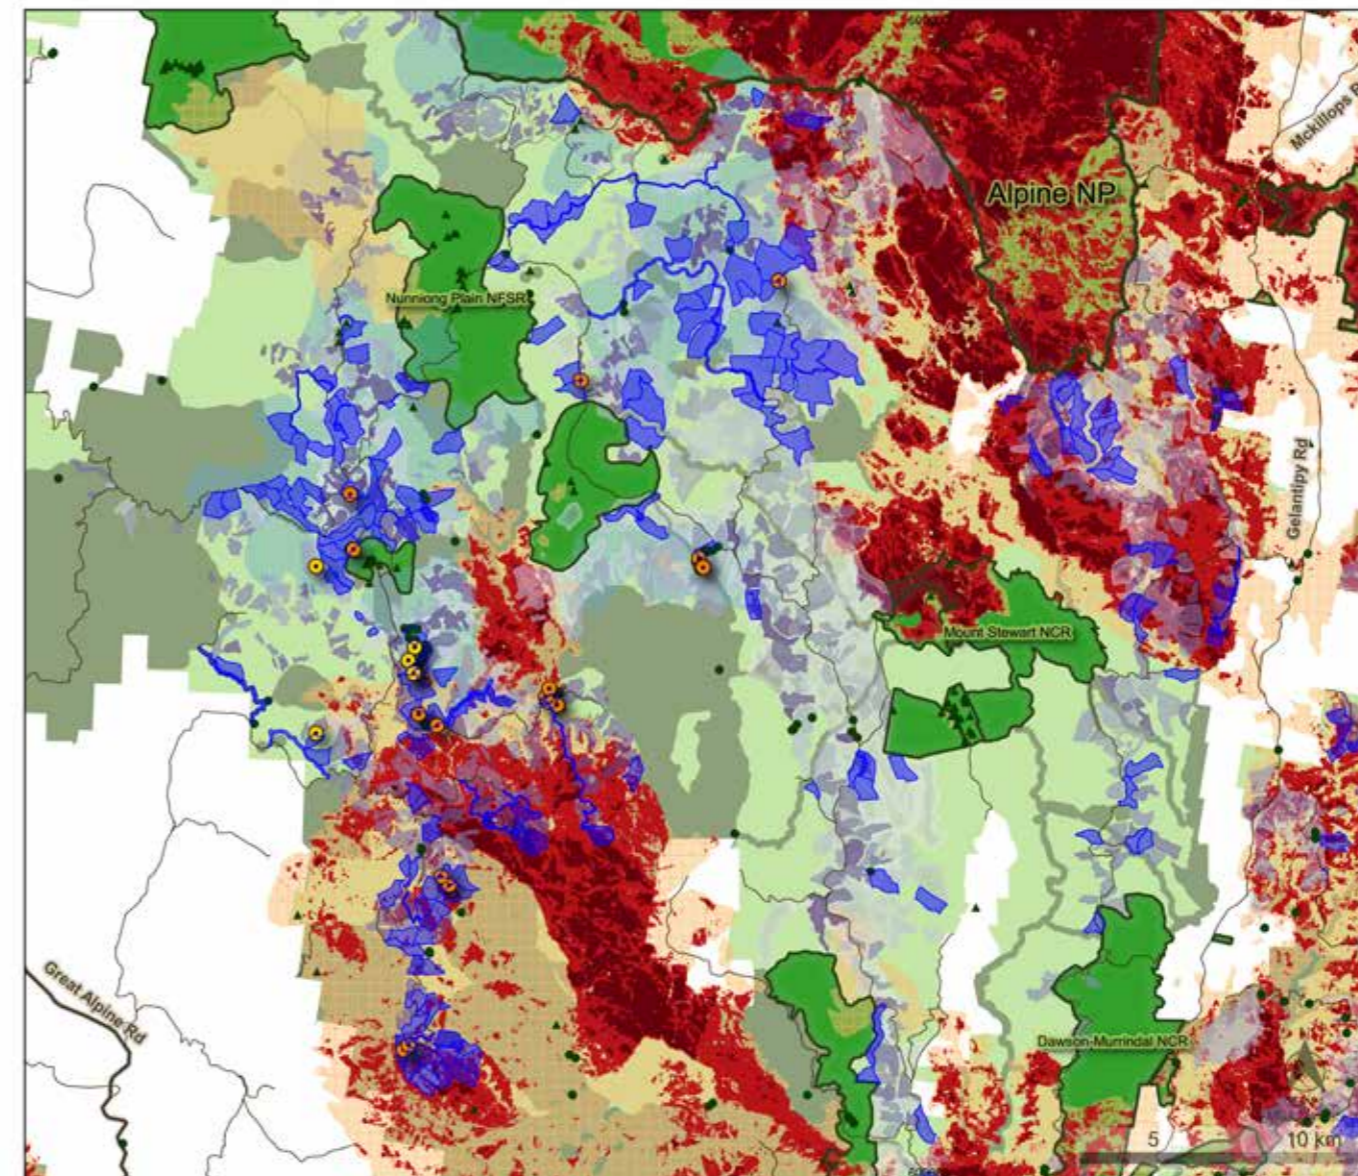 Mckillops R
Alpine NP
Nunniong Plain NFSR
Gelantipy Rd
Mount Stewart NCR
Great Alpine Rd
Dawson-Murrindal NCR
5
10 km